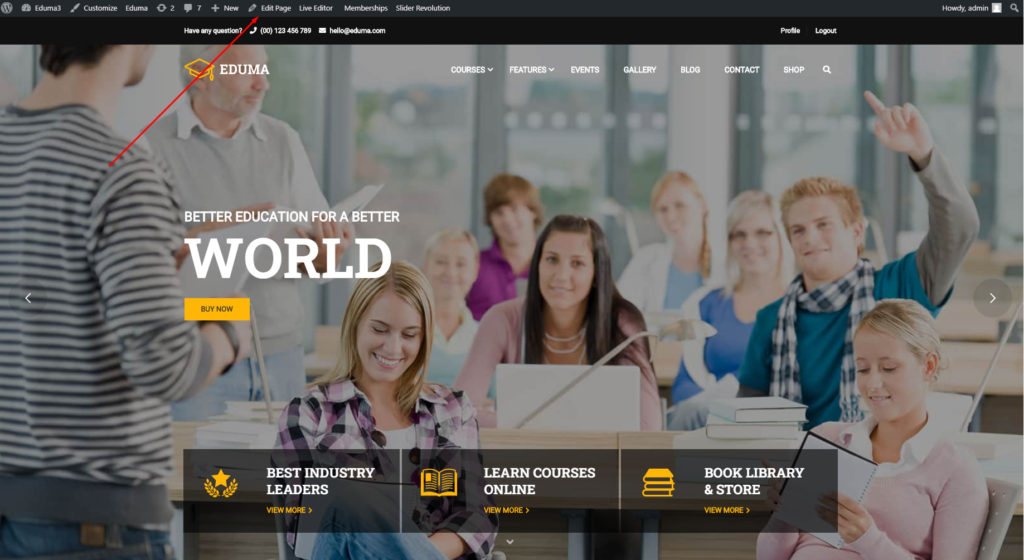 Eduma3 Customize Eduma 2 7 New Edit Page Live Editor Memberships Slider Revolution Howdy, admin
Have any question? (00) 123 456 789 hello@eduma.com Profile Logout
EDUMA COURSES FEATURES EVENTS GALLERY BLOG CONTACT SHOP
BETTER EDUCATION FOR A BETTER
WORLD
BUY NOW
BEST INDUSTRY
LEADERS
VIEW MORE
LEARN COURSES
ONLINE
VIEW MORE
BOOK LIBRARY
& STORE
VIEW MORE